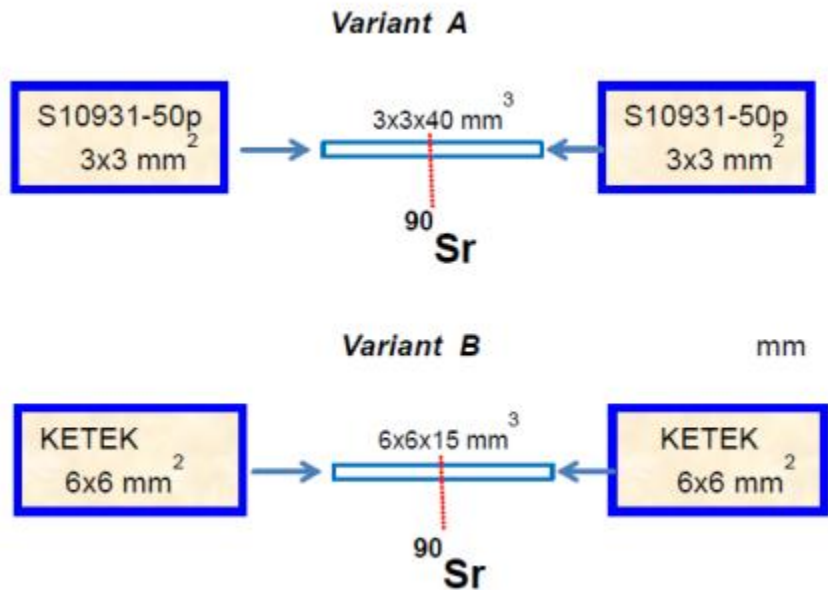 Variant A
S10931-50p
3x3 mm²
3x3x40 mm³
S10931-50p
3x3 mm²
⁹⁰Sr
Variant B
mm
KETEK
6x6 mm²
6x6x15 mm³
KETEK
6x6 mm²
⁹⁰Sr